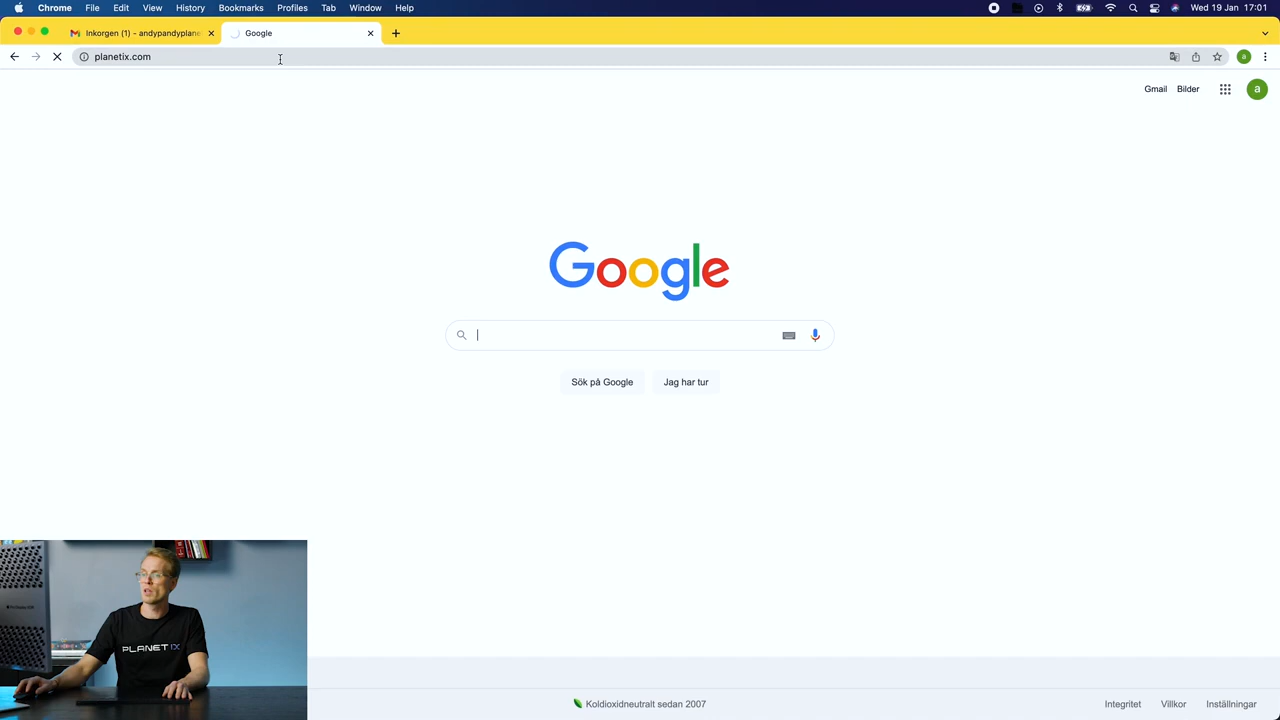 Chrome File Edit View History Bookmarks Profiles Tab Window Help Wed 19 Jan 17:01
Inkorgen (1) - andypandyplane Google
planetix.com a
Gmail Bilder a
Google
Sök på Google Jag har tur
PLANET IX
Koldioxidneutralt sedan 2007 Integritet Villkor Inställningar